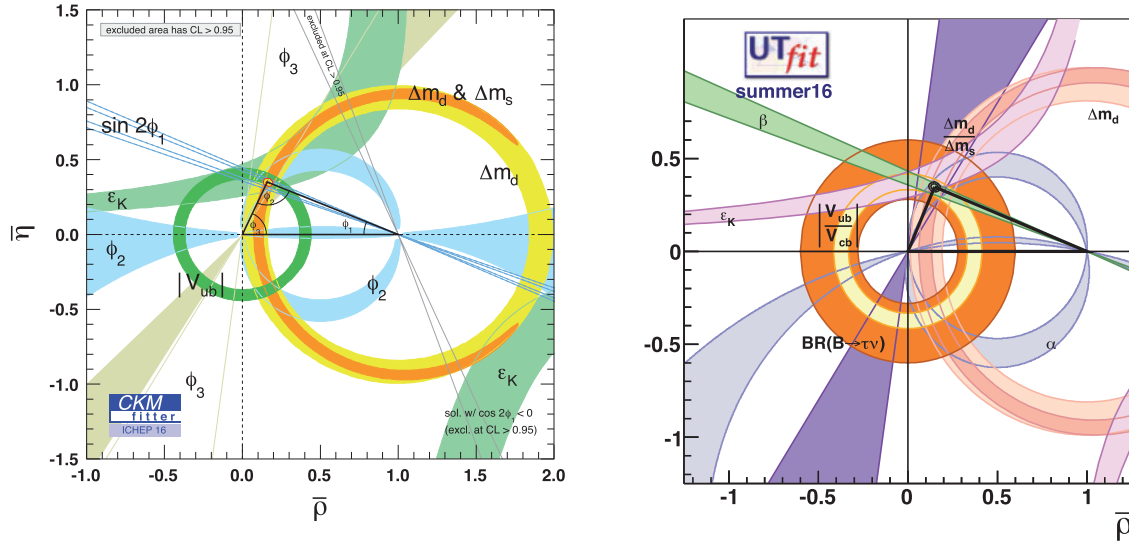 excluded area has CL > 0.95
excluded at CL > 0.95
ϕ3
Δmd & Δms
sin 2ϕ1
Δmd
εK
ϕ2
ϕ3
ϕ1
ϕ2
ϕ2
|Vub|
ϕ3
εK
CKM
fitter
ICHEP 16
sol. w/ cos 2ϕ1 < 0
(excl. at CL > 0.95)
1.5
1.0
0.5
0.0
-0.5
-1.0
-1.5
η̅
-1.0 -0.5 0.0 0.5 1.0 1.5 2.0
ρ̅
UTfit
summer16
β
Δmd
Δms
Δmd
εK
|Vub
Vcb|
BR(B→τν)
α
0.5
0
-0.5
-1
-1 -0.5 0 0.5 1
ρ̅